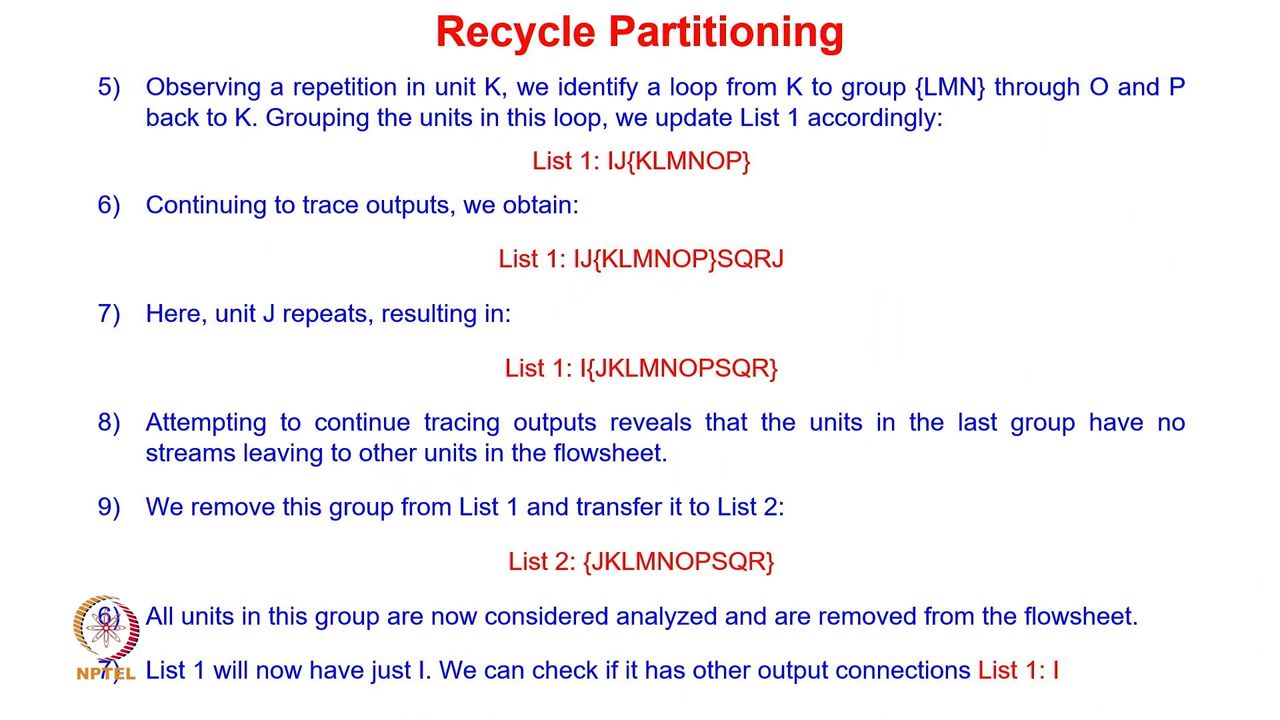 Recycle Partitioning
5) Observing a repetition in unit K, we identify a loop from K to group {LMN} through O and P
back to K. Grouping the units in this loop, we update List 1 accordingly:
List 1: IJ{KLMNOP}
6) Continuing to trace outputs, we obtain:
List 1: IJ{KLMNOP}SQRJ
7) Here, unit J repeats, resulting in:
List 1: I{JKLMNOPSQR}
8) Attempting to continue tracing outputs reveals that the units in the last group have no
streams leaving to other units in the flowsheet.
9) We remove this group from List 1 and transfer it to List 2:
List 2: {JKLMNOPSQR}
6) All units in this group are now considered analyzed and are removed from the flowsheet.
7) List 1 will now have just I. We can check if it has other output connections List 1: I
NPTEL